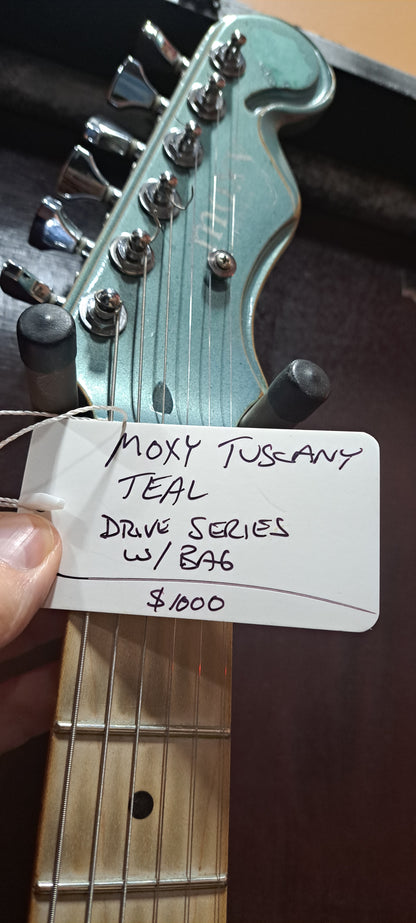 MOXY TUSCANY
TEAL
DRIVE SERIES
W/ BAG
$1000